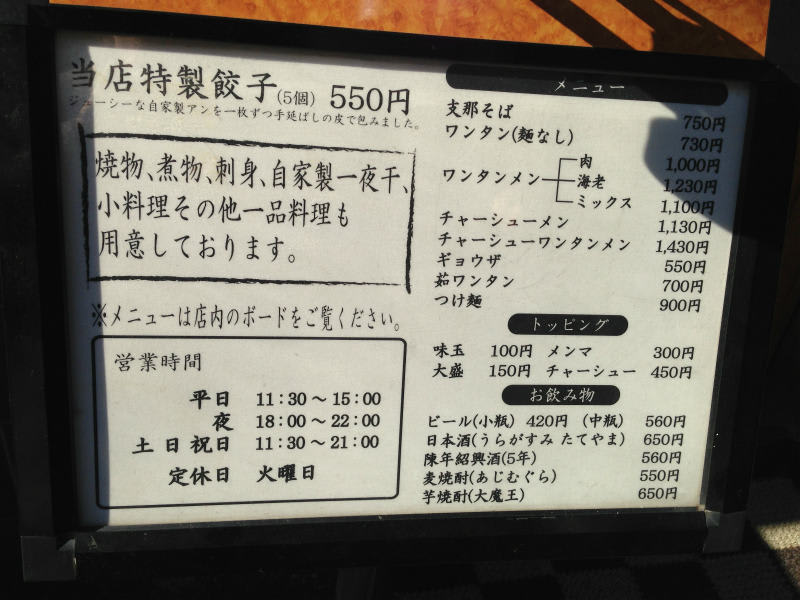 当店特製餃子(5個) 550円
ジューシーな自家製アンを一枚ずつ手延ばしの皮で包みました。
焼物、煮物、刺身、自家製一夜干、
小料理その他一品料理も
用意しております。
※メニューは店内のボードをご覧ください。
営業時間
平日 11:30～15:00
夜 18:00～22:00
土日祝日 11:30～21:00
定休日 火曜日
メニュー
支那そば 750円
ワンタン(麺なし) 730円
ワンタンメン 肉 1,000円
海老 1,230円
ミックス 1,100円
チャーシューメン 1,130円
チャーシューワンタンメン 1,430円
ギョウザ 550円
茹ワンタン 700円
つけ麺 900円
トッピング
味玉 100円 メンマ 300円
大盛 150円 チャーシュー 450円
お飲み物
ビール(小瓶) 420円 (中瓶) 560円
日本酒(うらがすみ たてやま) 650円
陳年紹興酒(5年) 560円
麦焼酎(あじむぐら) 550円
芋焼酎(大魔王) 650円